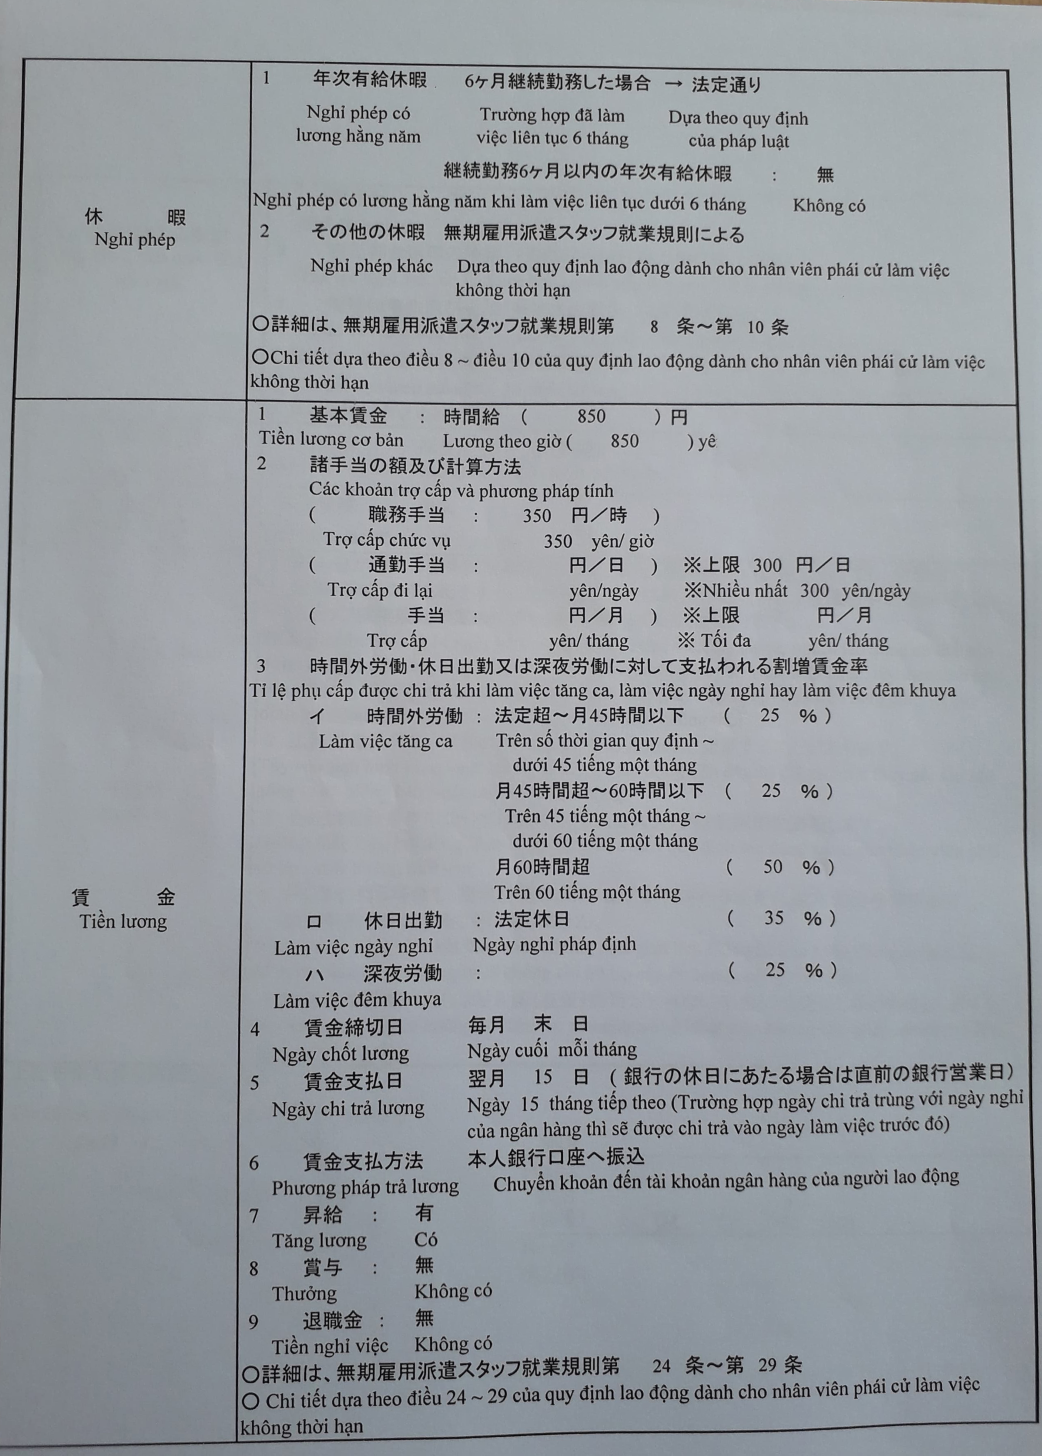 1 年次有給休暇 6ヶ月継続勤務した場合 → 法定通り
Nghỉ phép có Trường hợp đã làm Dựa theo quy định
lương hằng năm việc liên tục 6 tháng của pháp luật
継続勤務6ヶ月以内の年次有給休暇 : 無
Nghỉ phép có lương hằng năm khi làm việc liên tục dưới 6 tháng Không có
休 暇
Nghỉ phép
2 その他の休暇 無期雇用派遣スタッフ就業規則による
Nghỉ phép khác Dựa theo quy định lao động dành cho nhân viên phái cử làm việc
không thời hạn
〇詳細は、無期雇用派遣スタッフ就業規則第 8 条～第 10 条
〇Chi tiết dựa theo điều 8 ~ điều 10 của quy định lao động dành cho nhân viên phái cử làm việc
không thời hạn
1 基本賃金 : 時間給 ( 850 ) 円
Tiền lương cơ bản Lương theo giờ ( 850 ) yê
2 諸手当の額及び計算方法
Các khoản trợ cấp và phương pháp tính
( 職務手当 : 350 円／時 )
Trợ cấp chức vụ 350 yên/ giờ
( 通勤手当 : 円／日 ) ※上限 300 円／日
Trợ cấp đi lại yên/ngày ※Nhiều nhất 300 yên/ngày
( 手当 : 円／月 ) ※上限 円／月
Trợ cấp yên/ tháng ※ Tối đa yên/ tháng
3 時間外労働・休日出勤又は深夜労働に対して支払われる割増賃金率
Tỉ lệ phụ cấp được chi trả khi làm việc tăng ca, làm việc ngày nghỉ hay làm việc đêm khuya
イ 時間外労働 : 法定超～月45時間以下 ( 25 % )
Làm việc tăng ca Trên số thời gian quy định ~
dưới 45 tiếng một tháng
月45時間超～60時間以下 ( 25 % )
Trên 45 tiếng một tháng ~
dưới 60 tiếng một tháng
月60時間超 ( 50 % )
Trên 60 tiếng một tháng
賃 金
Tiền lương
ロ 休日出勤 : 法定休日 ( 35 % )
Làm việc ngày nghỉ Ngày nghỉ pháp định
ハ 深夜労働 : ( 25 % )
Làm việc đêm khuya
4 賃金締切日 毎月 末 日
Ngày chốt lương Ngày cuối mỗi tháng
5 賃金支払日 翌月 15 日 ( 銀行の休日にあたる場合は直前の銀行営業日)
Ngày chi trả lương Ngày 15 tháng tiếp theo (Trường hợp ngày chi trả trùng với ngày nghỉ
của ngân hàng thì sẽ được chi trả vào ngày làm việc trước đó)
6 賃金支払方法 本人銀行口座へ振込
Phương pháp trả lương Chuyển khoản đến tài khoản ngân hàng của người lao động
7 昇給 : 有
Tăng lương Có
8 賞与 : 無
Thưởng Không có
9 退職金 : 無
Tiền nghỉ việc Không có
〇詳細は、無期雇用派遣スタッフ就業規則第 24 条～第 29 条
〇 Chi tiết dựa theo điều 24 ~ 29 của quy định lao động dành cho nhân viên phái cử làm việc
không thời hạn